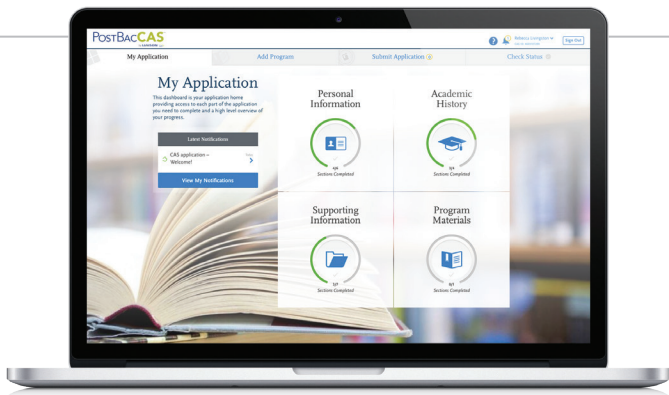 POSTBACCAS
Sign Out
My Application
Add Program
Submit Application
Check Status
My Application
This dashboard is your application home
providing access to each part of the application
you need to complete and a high level overview of
your progress.
Latest Notifications
CAS application –
Welcome!
View My Notifications
Personal
Information
Sections Completed
Academic
History
Sections Completed
Supporting
Information
Sections Completed
Program
Materials
Sections Completed